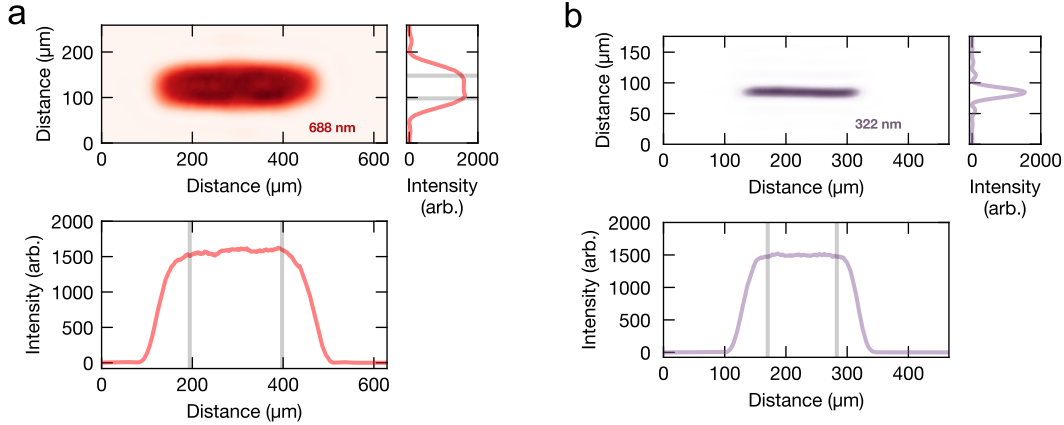 a
Distance (µm)
200
100
0
688 nm
0 200 400 600
Distance (µm)
0 2000
Intensity
(arb.)
Intensity (arb.)
2000
1500
1000
500
0
0 200 400 600
Distance (µm)
b
Distance (µm)
150
100
50
0
322 nm
100 200 300 400
Distance (µm)
0 2000
Intensity
(arb.)
Intensity (arb.)
2000
1500
1000
500
0
0 100 200 300 400
Distance (µm)